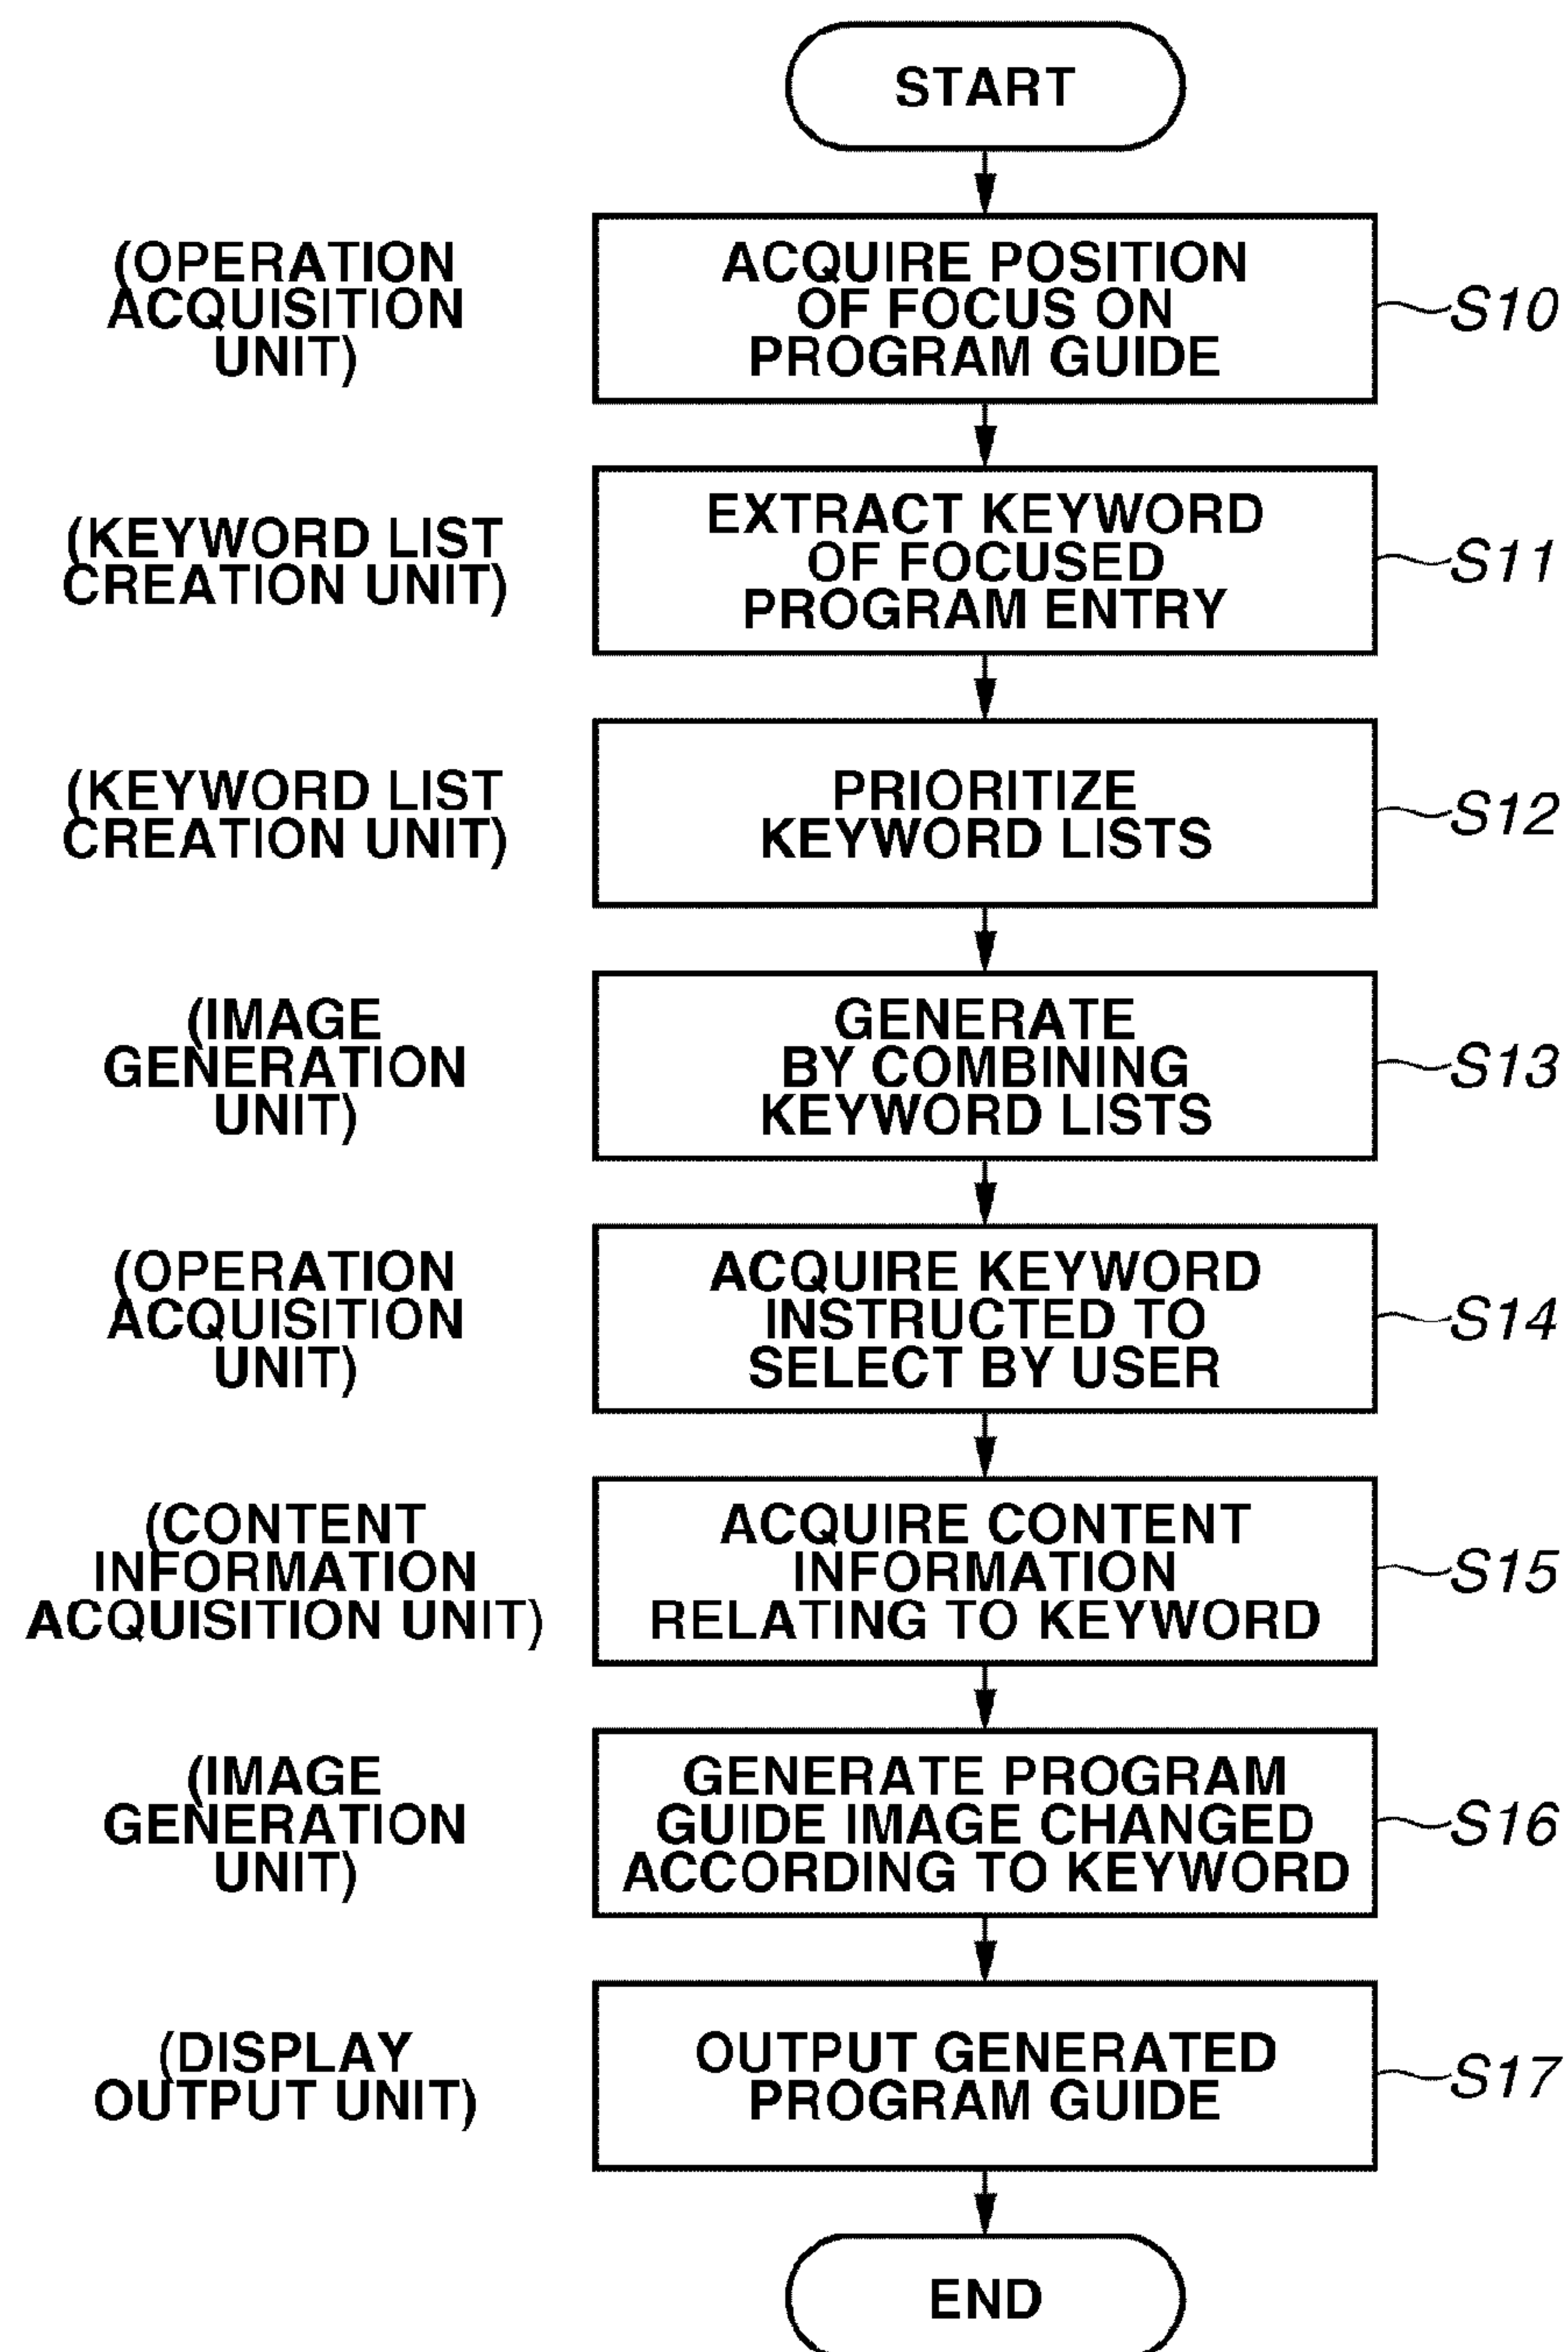 START
(OPERATION
ACQUISITION
UNIT)
ACQUIRE POSITION
OF FOCUS ON
PROGRAM GUIDE
S10
(KEYWORD LIST
CREATION UNIT)
EXTRACT KEYWORD
OF FOCUSED
PROGRAM ENTRY
S11
(KEYWORD LIST
CREATION UNIT)
PRIORITIZE
KEYWORD LISTS
S12
(IMAGE
GENERATION
UNIT)
GENERATE
BY COMBINING
KEYWORD LISTS
S13
(OPERATION
ACQUISITION
UNIT)
ACQUIRE KEYWORD
INSTRUCTED TO
SELECT BY USER
S14
(CONTENT
INFORMATION
ACQUISITION UNIT)
ACQUIRE CONTENT
INFORMATION
RELATING TO KEYWORD
S15
(IMAGE
GENERATION
UNIT)
GENERATE PROGRAM
GUIDE IMAGE CHANGED
ACCORDING TO KEYWORD
S16
(DISPLAY
OUTPUT UNIT)
OUTPUT GENERATED
PROGRAM GUIDE
S17
END